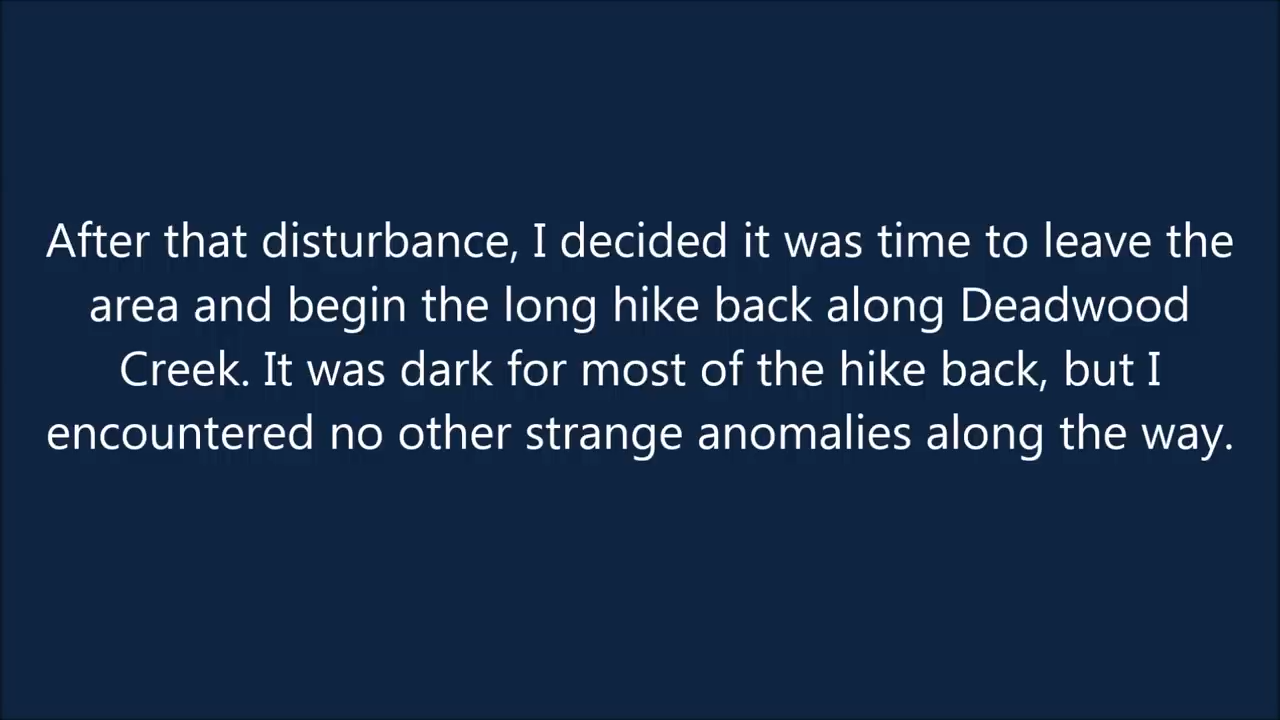 After that disturbance, I decided it was time to leave the
area and begin the long hike back along Deadwood
Creek. It was dark for most of the hike back, but I
encountered no other strange anomalies along the way.